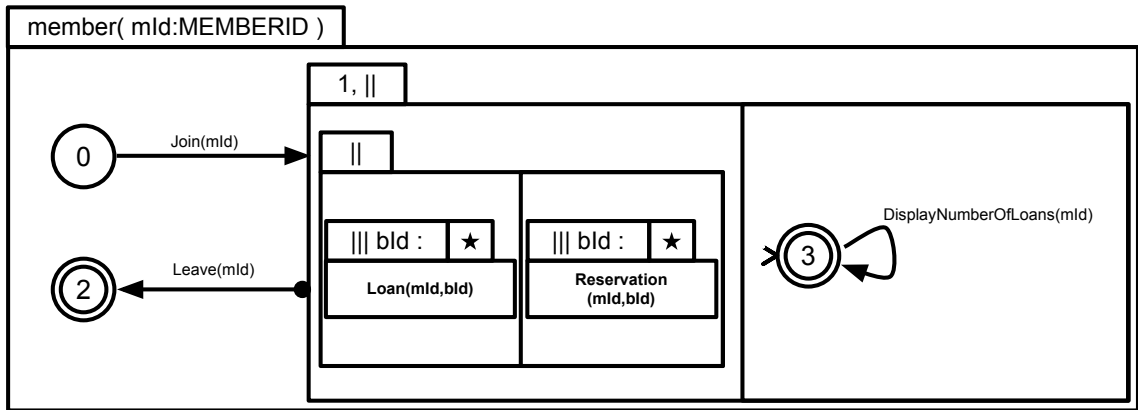 member( mId:MEMBERID )
1, ||
0
Join(mId)
||
||| bId :
★
Loan(mId,bId)
||| bId :
★
Reservation
(mId,bId)
DisplayNumberOfLoans(mId)
3
Leave(mId)
2